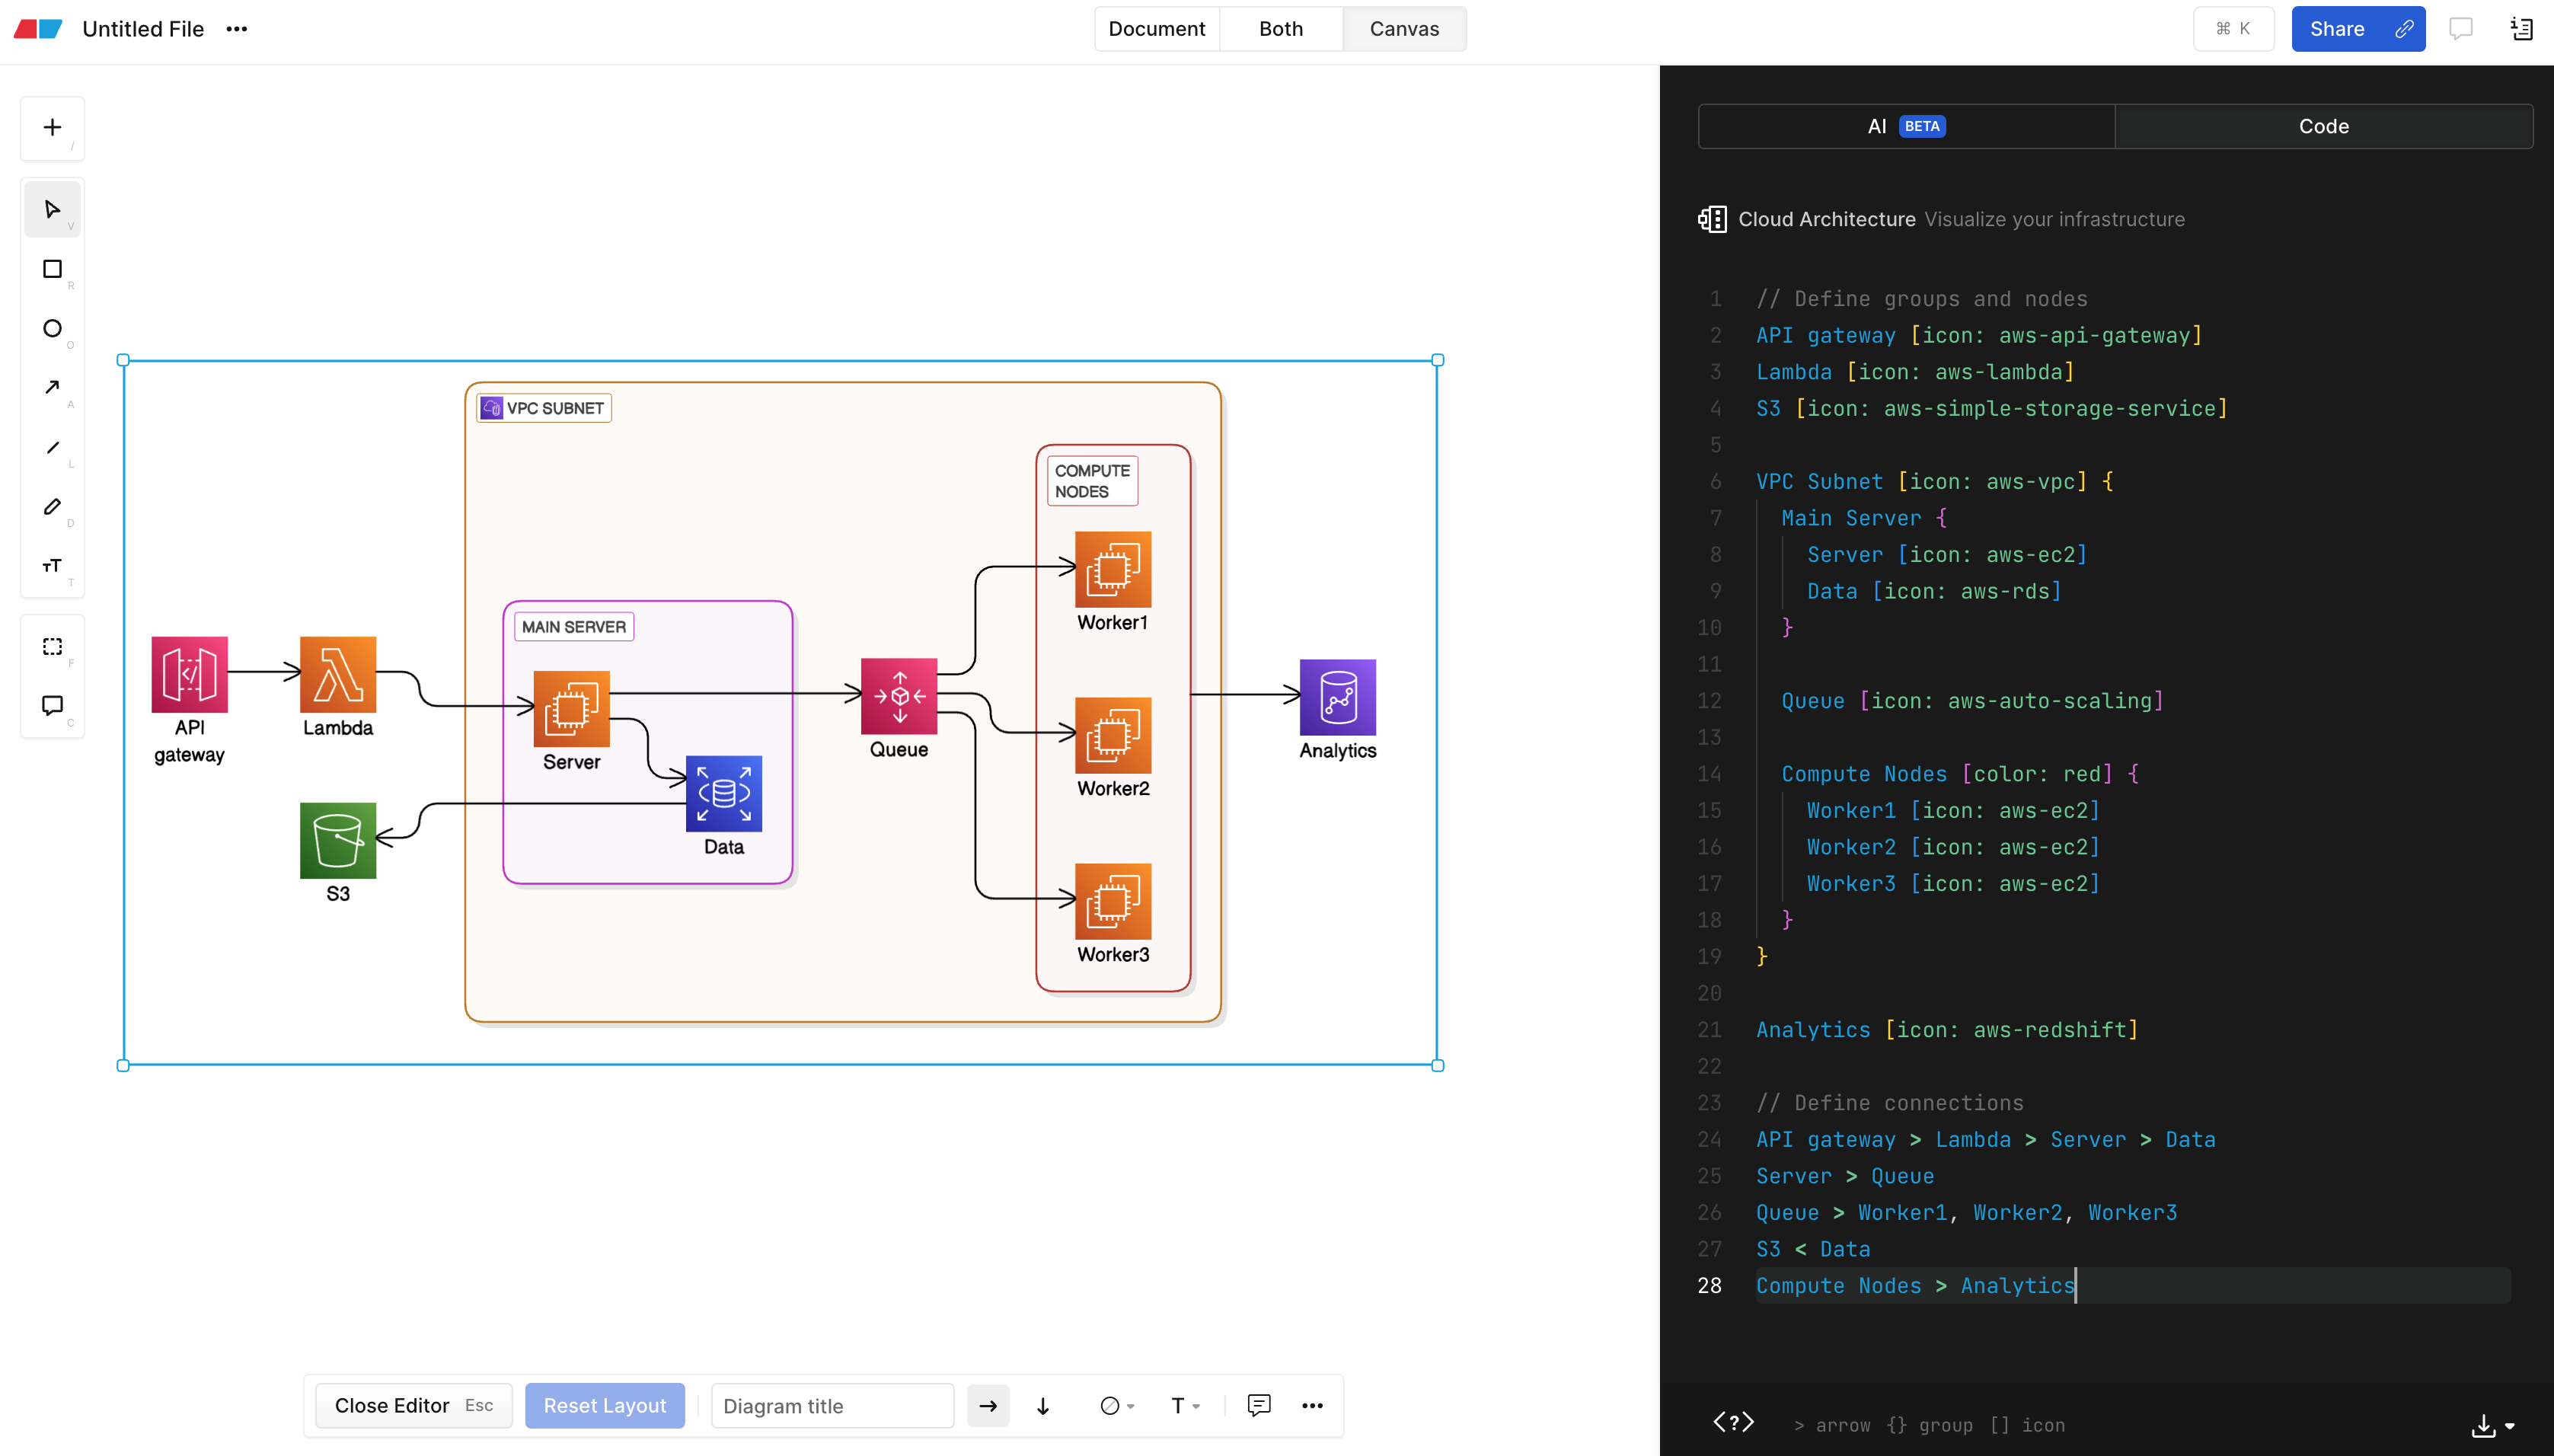 Untitled File •••
Document Both Canvas
⌘ K
Share
/
V
R
O
A
L
D
T
F
C
VPC SUBNET
COMPUTE
NODES
Worker1
MAIN SERVER
API
gateway
Lambda
Server
Queue
Analytics
Worker2
Data
S3
Worker3
Close Editor Esc
Reset Layout
Diagram title
T
AI BETA
Code
Cloud Architecture Visualize your infrastructure
1 // Define groups and nodes
2 API gateway [icon: aws-api-gateway]
3 Lambda [icon: aws-lambda]
4 S3 [icon: aws-simple-storage-service]
5
6 VPC Subnet [icon: aws-vpc] {
7 Main Server {
8 Server [icon: aws-ec2]
9 Data [icon: aws-rds]
10 }
11
12 Queue [icon: aws-auto-scaling]
13
14 Compute Nodes [color: red] {
15 Worker1 [icon: aws-ec2]
16 Worker2 [icon: aws-ec2]
17 Worker3 [icon: aws-ec2]
18 }
19 }
20
21 Analytics [icon: aws-redshift]
22
23 // Define connections
24 API gateway > Lambda > Server > Data
25 Server > Queue
26 Queue > Worker1, Worker2, Worker3
27 S3 < Data
28 Compute Nodes > Analytics
<?> > arrow {} group [] icon